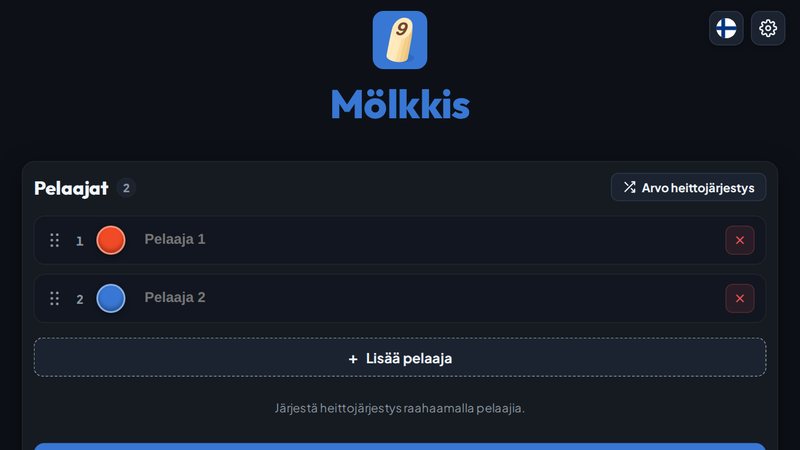 9
Mölkkis
Pelaajat 2
Arvo heittojärjestys
1 Pelaaja 1
2 Pelaaja 2
+ Lisää pelaaja
Järjestä heittojärjestys raahaamalla pelaajia.